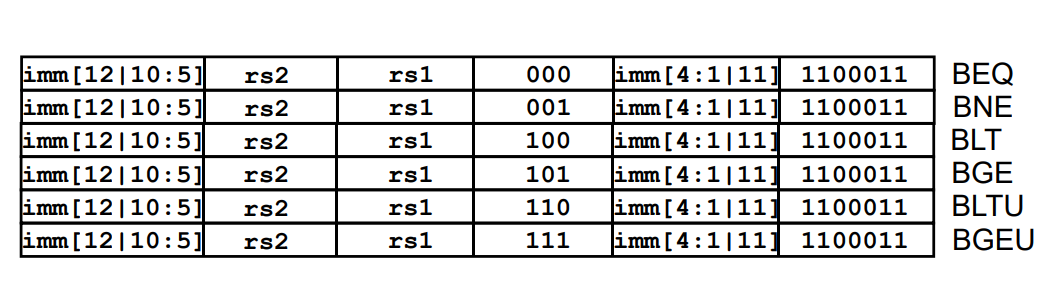 imm[12|10:5] rs2 rs1 000 imm[4:1|11] 1100011 BEQ
imm[12|10:5] rs2 rs1 001 imm[4:1|11] 1100011 BNE
imm[12|10:5] rs2 rs1 100 imm[4:1|11] 1100011 BLT
imm[12|10:5] rs2 rs1 101 imm[4:1|11] 1100011 BGE
imm[12|10:5] rs2 rs1 110 imm[4:1|11] 1100011 BLTU
imm[12|10:5] rs2 rs1 111 imm[4:1|11] 1100011 BGEU